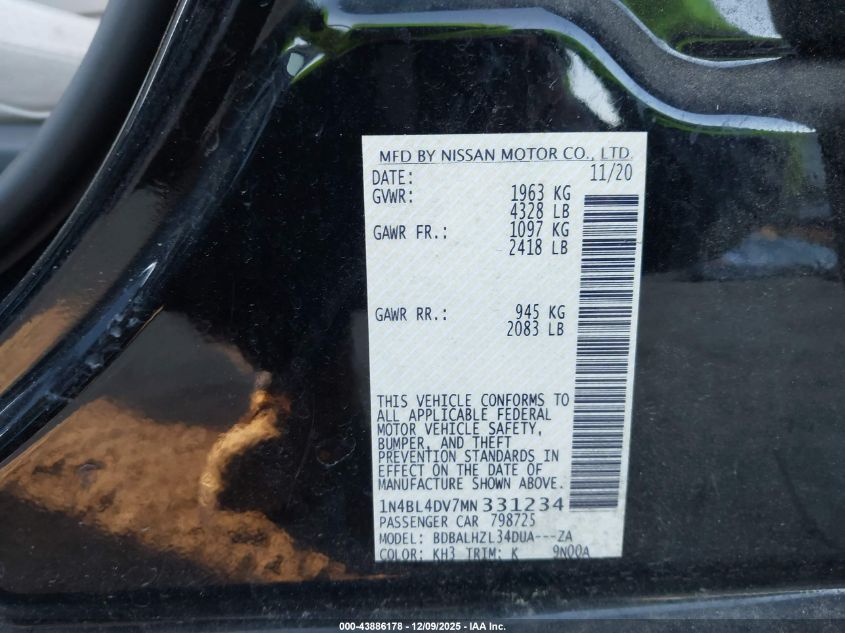 MFD BY NISSAN MOTOR CO., LTD.
DATE: 11/20
GVWR: 1963 KG
4328 LB
GAWR FR.: 1097 KG
2418 LB
GAWR RR.: 945 KG
2083 LB
THIS VEHICLE CONFORMS TO
ALL APPLICABLE FEDERAL
MOTOR VEHICLE SAFETY,
BUMPER, AND THEFT
PREVENTION STANDARDS IN
EFFECT ON THE DATE OF
MANUFACTURE SHOWN ABOVE.
1N4BL4DV7MN331234
PASSENGER CAR 798725
MODEL: BDBALHZL34DUA---ZA
COLOR: KH3 TRIM: K 9N00A
000-43886178 - 12/09/2025 - IAA Inc.